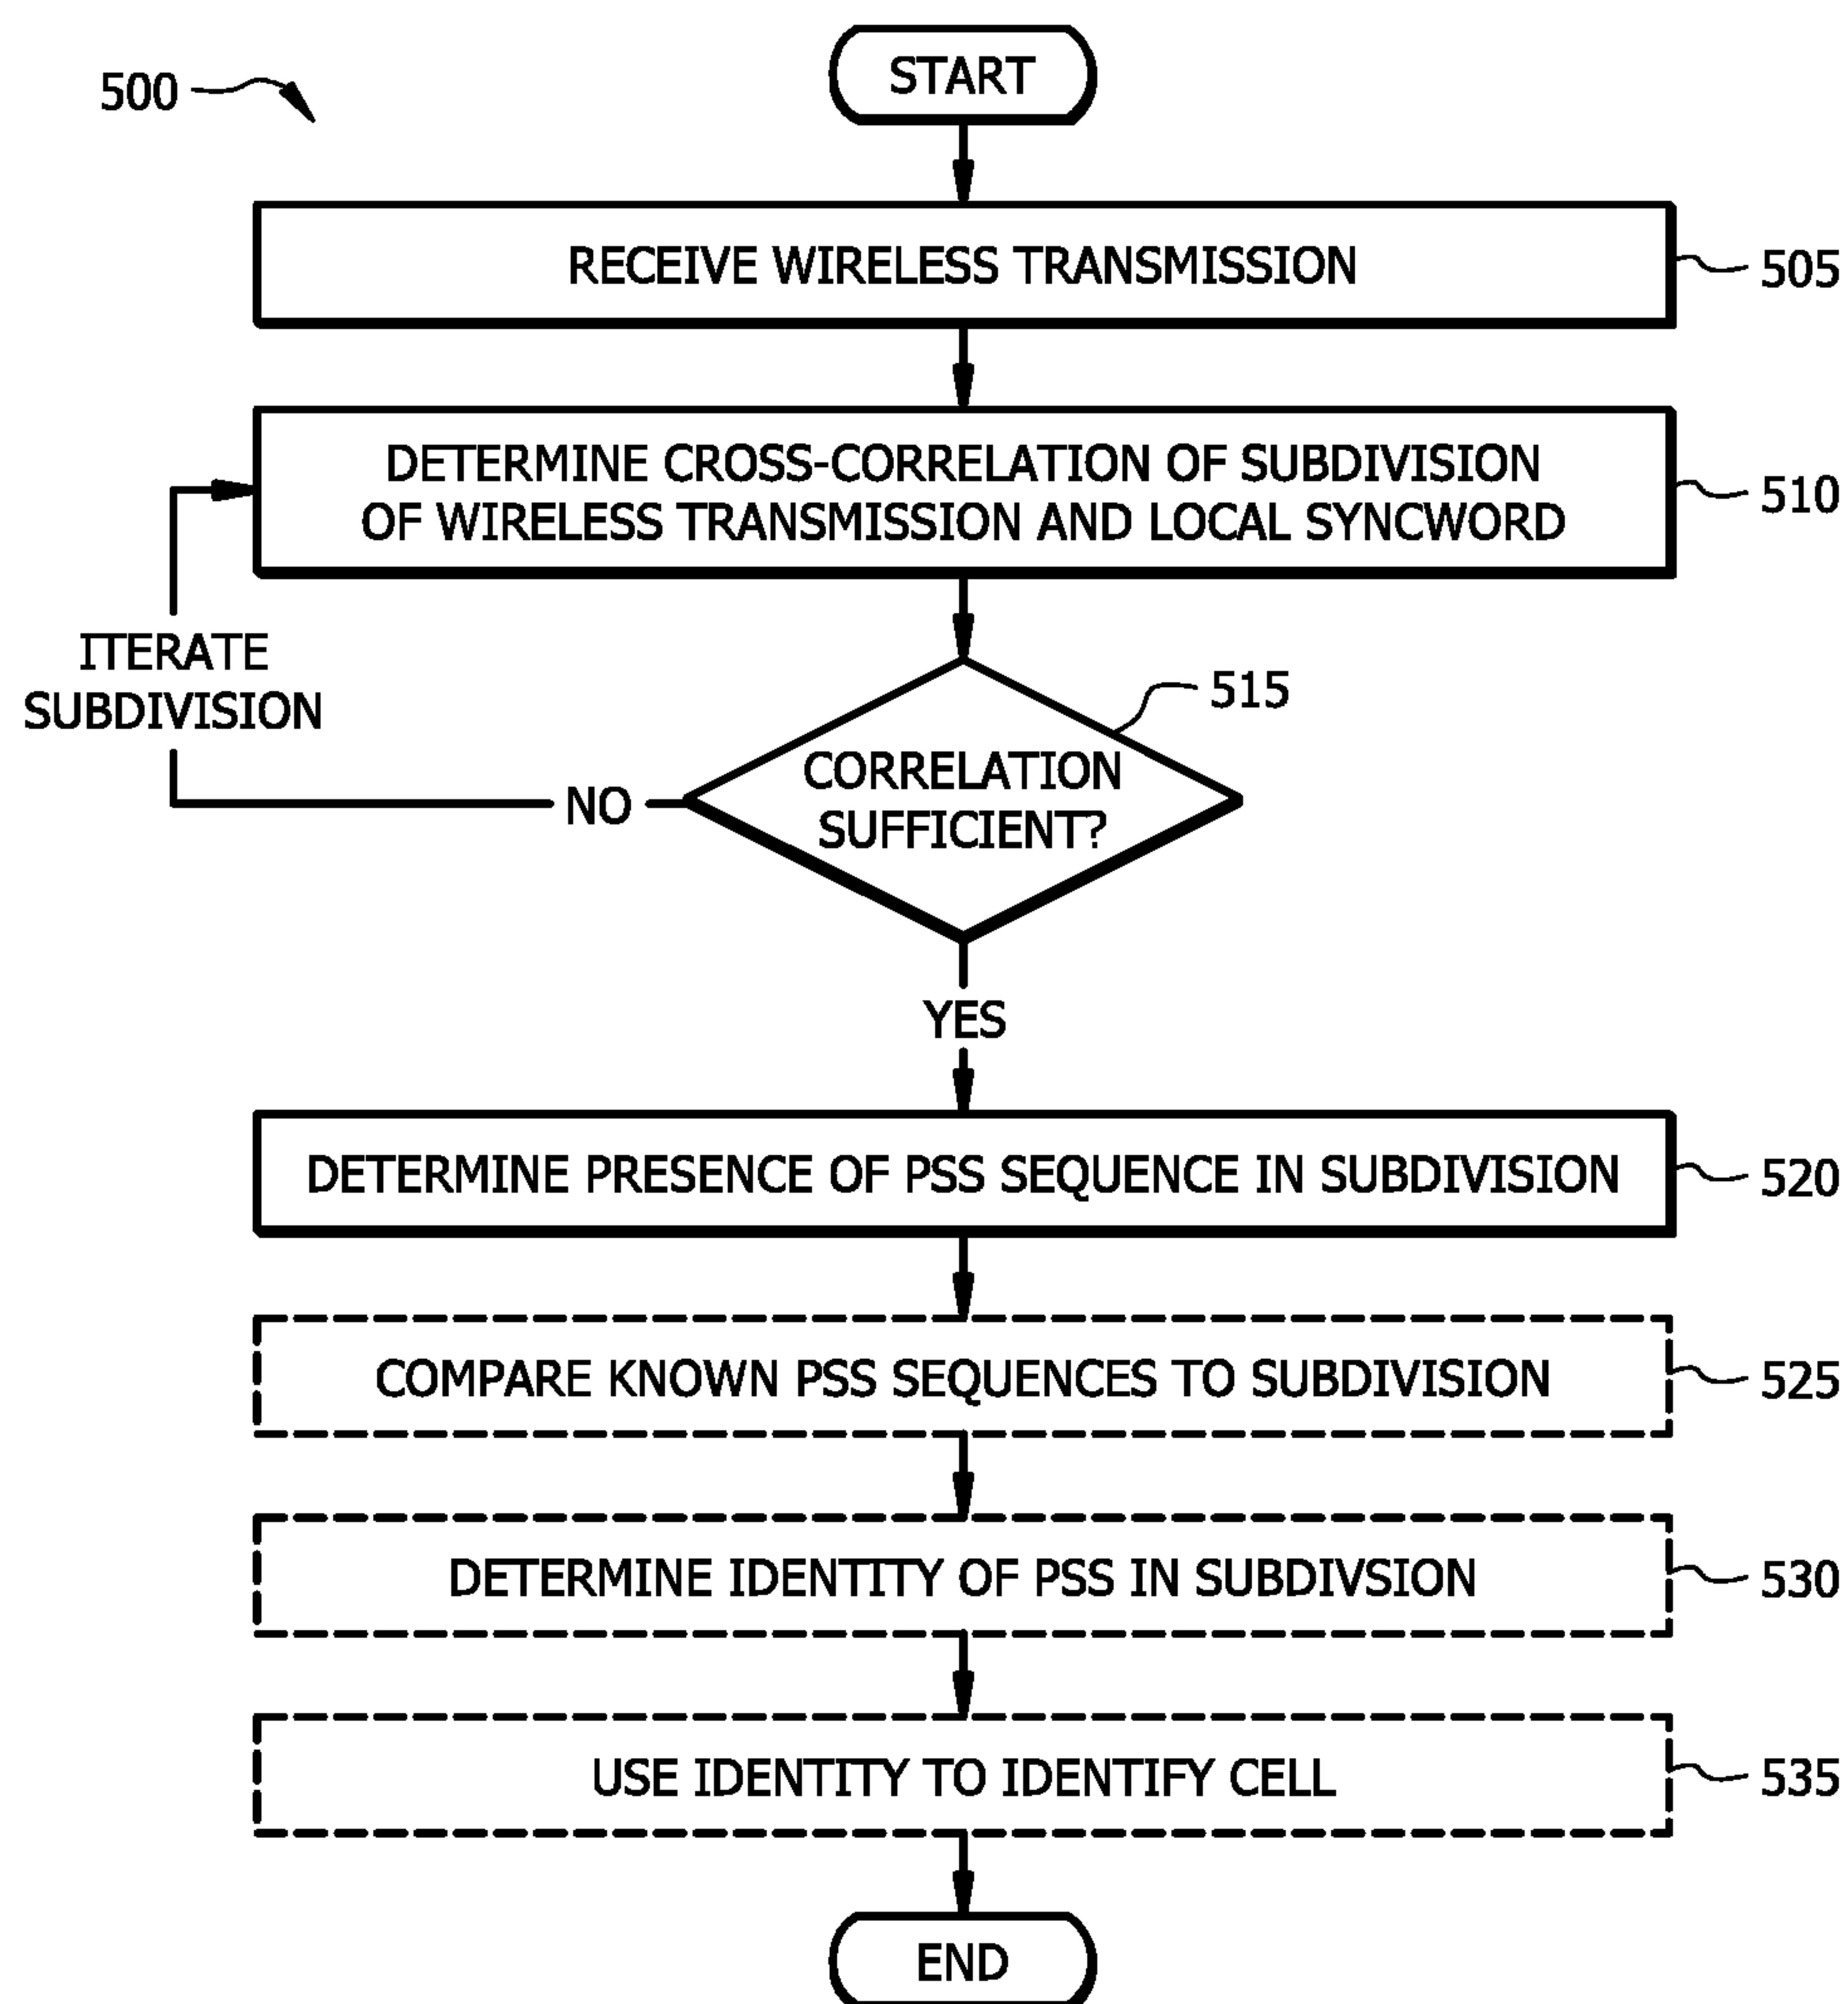 500
START
RECEIVE WIRELESS TRANSMISSION
505
DETERMINE CROSS-CORRELATION OF SUBDIVISION
OF WIRELESS TRANSMISSION AND LOCAL SYNCWORD
510
ITERATE
SUBDIVISION
515
CORRELATION
SUFFICIENT?
NO
YES
DETERMINE PRESENCE OF PSS SEQUENCE IN SUBDIVISION
520
COMPARE KNOWN PSS SEQUENCES TO SUBDIVISION
525
DETERMINE IDENTITY OF PSS IN SUBDIVSION
530
USE IDENTITY TO IDENTIFY CELL
535
END